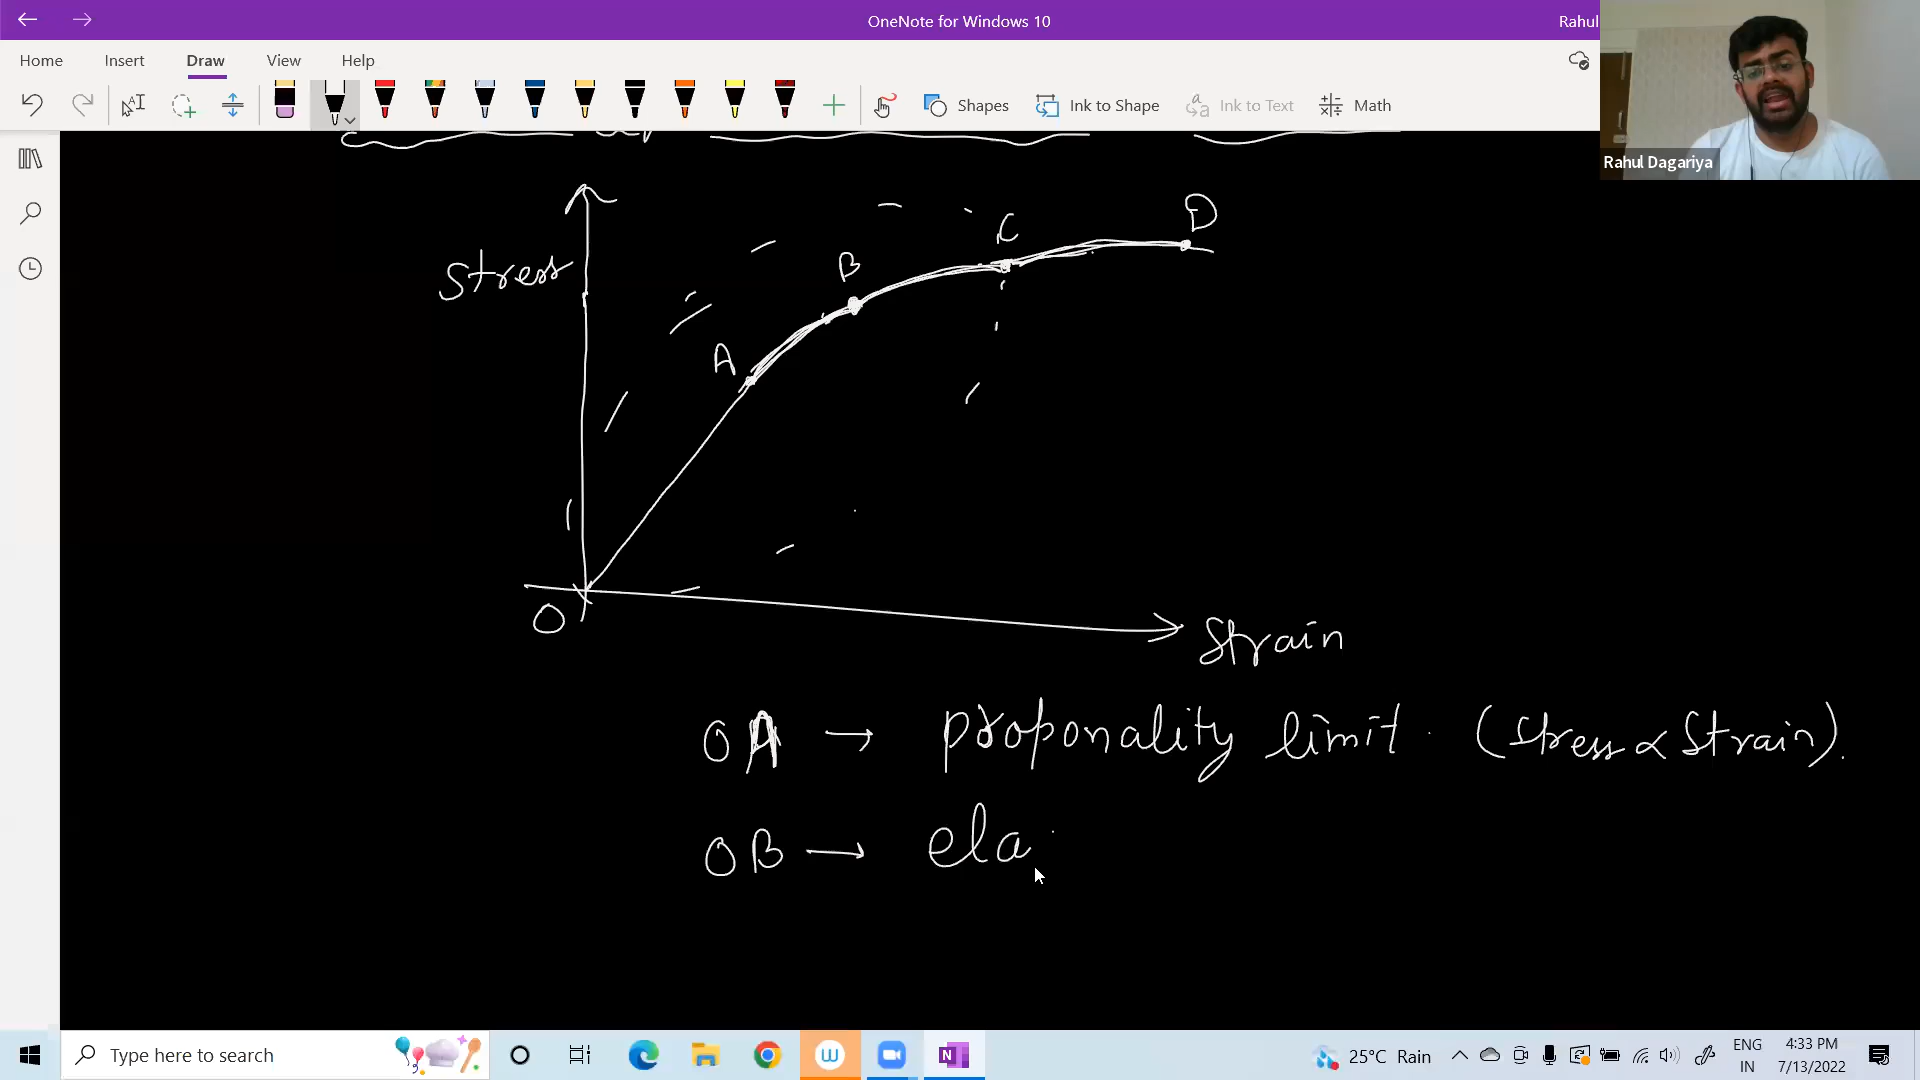 OneNote for Windows 10
Rahul
Home Insert Draw View Help
Shapes Ink to Shape Ink to Text Math
Rahul Dagariya
Stress
A
B
C
D
O
Strain
OA → proponality limit. (Stress ∝ Strain).
OB → ela
Type here to search
25°C Rain
ENG
IN
4:33 PM
7/13/2022